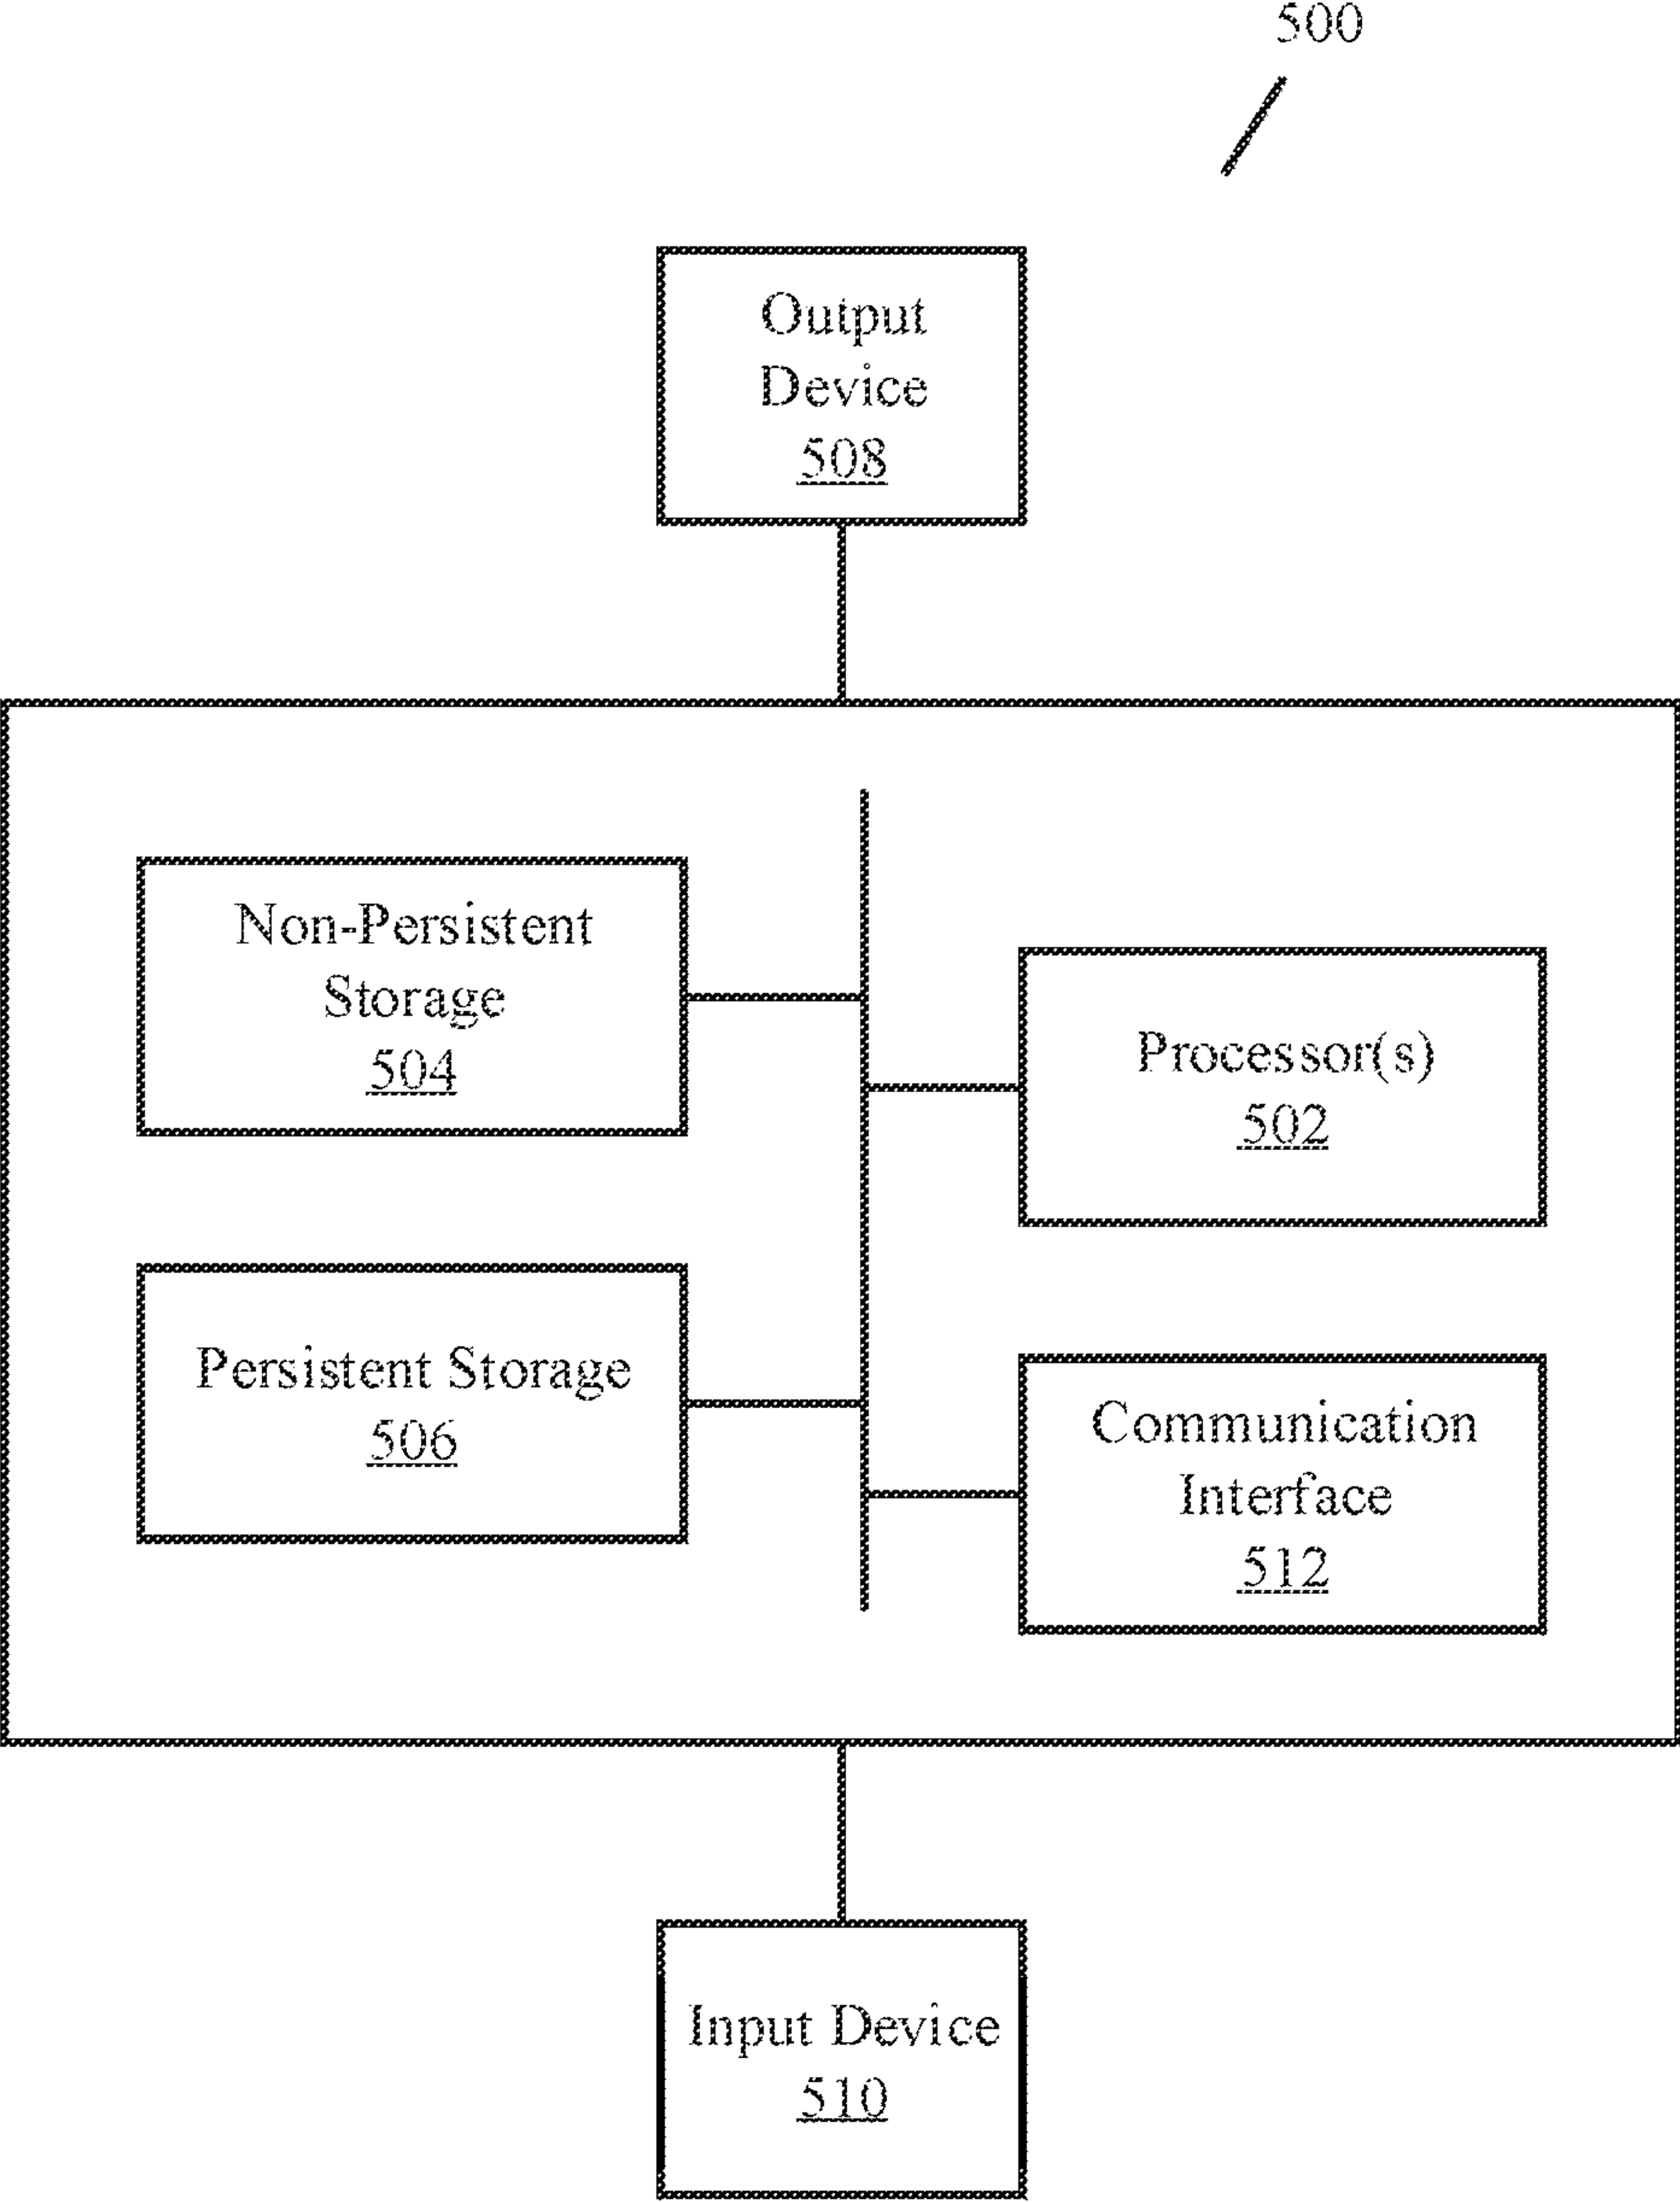 500
Output
Device
508
Non-Persistent
Storage
504
Processor(s)
502
Persistent Storage
506
Communication
Interface
512
Input Device
510